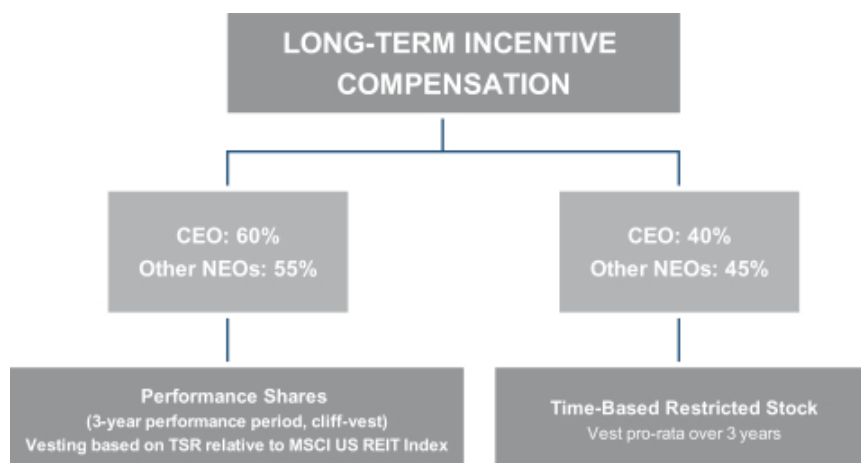 LONG-TERM INCENTIVE
COMPENSATION
CEO: 60%
Other NEOs: 55%
CEO: 40%
Other NEOs: 45%
Performance Shares
(3-year performance period, cliff-vest)
Vesting based on TSR relative to MSCI US REIT Index
Time-Based Restricted Stock
Vest pro-rata over 3 years